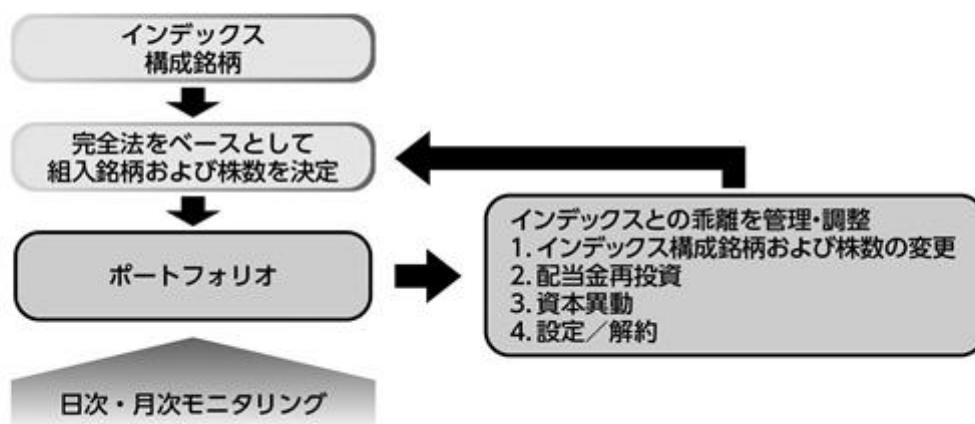 インデックス
構成銘柄
完全法をベースとして
組入銘柄および株数を決定
ポートフォリオ
インデックスとの乖離を管理・調整
1. インデックス構成銘柄および株数の変更
2. 配当金再投資
3. 資本異動
4. 設定／解約
日次・月次モニタリング